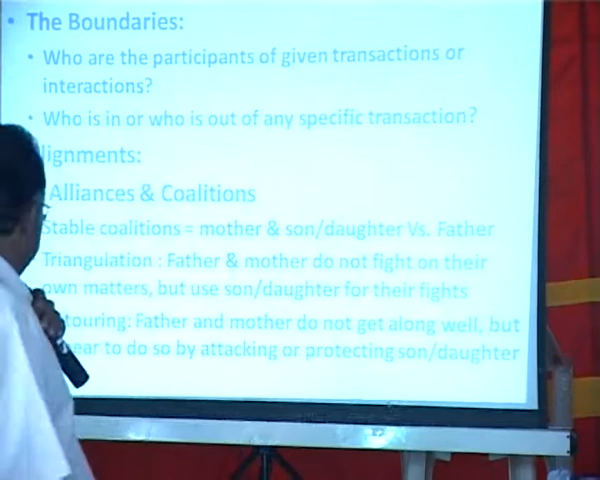 • The Boundaries:
• Who are the participants of given transactions or
interactions?
• Who is in or who is out of any specific transaction?
lignments:
Alliances & Coalitions
Stable coalitions = mother & son/daughter Vs. Father
Triangulation : Father & mother do not fight on their
own matters, but use son/daughter for their fights
touring: Father and mother do not get along well, but
ear to do so by attacking or protecting son/daughter